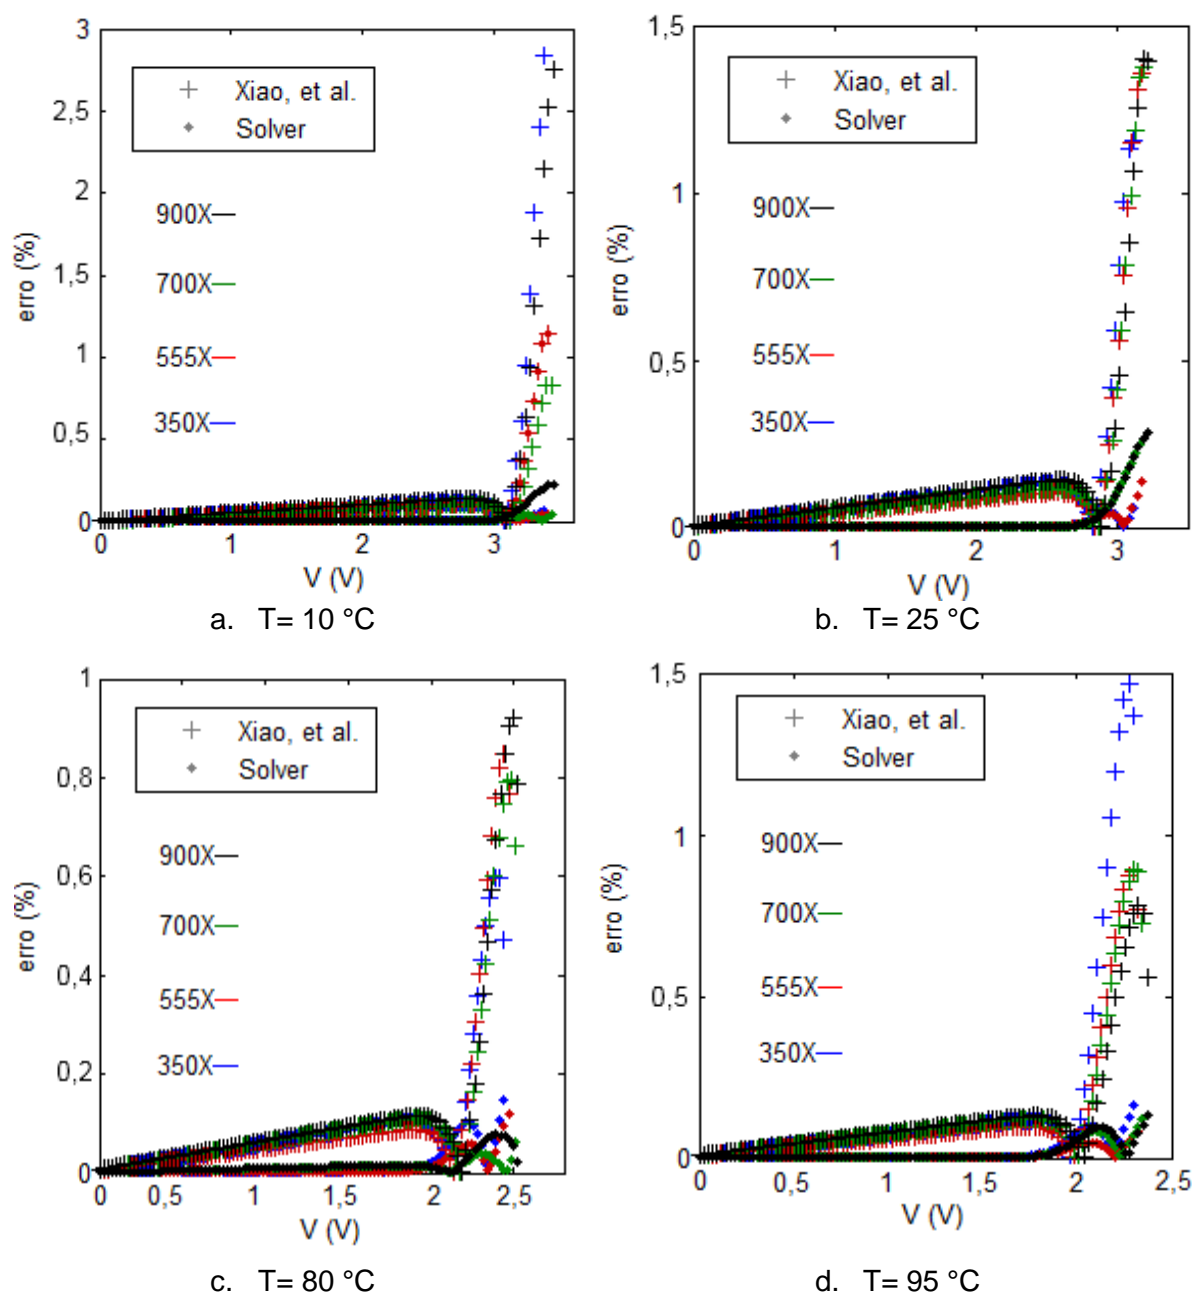 3
2,5
2
1,5
1
0,5
0
erro (%)
Xiao, et al.
Solver
900X
700X
555X
350X
0 1 2 3
V (V)
a. T= 10 °C
1,5
1
0,5
0
erro (%)
Xiao, et al.
Solver
900X
700X
555X
350X
0 1 2 3
V (V)
b. T= 25 °C
1
0,8
0,6
0,4
0,2
0
erro (%)
Xiao, et al.
Solver
900X
700X
555X
350X
0 0,5 1 1,5 2 2,5
V (V)
c. T= 80 °C
1,5
1
0,5
0
erro (%)
Xiao, et al.
Solver
900X
700X
555X
350X
0 0,5 1 1,5 2 2,5
V (V)
d. T= 95 °C